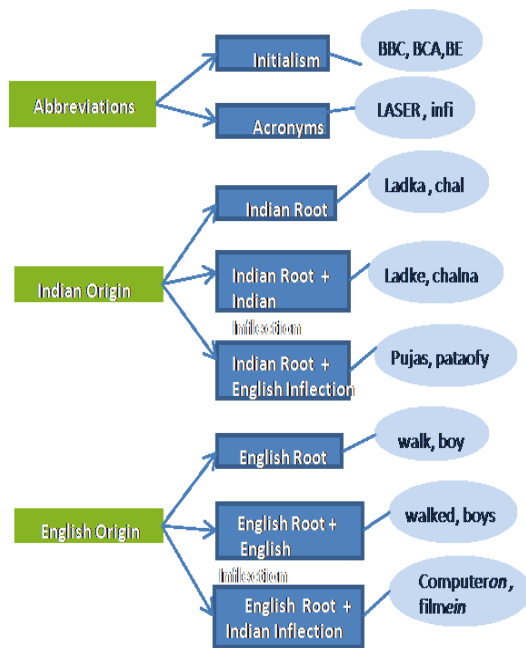 BBC, BCA,BE
Initialism
Abbreviations
LASER, infi
Acronyms
Ladka, chal
Indian Root
Indian Origin
Indian Root +
Indian
Inflection
Ladke, chalna
Indian Root +
English Inflection
Pujas, pataofy
English Root
walk, boy
English Origin
English Root +
English
Inflection
walked, boys
English Root +
Indian Inflection
Computeron,
filmein